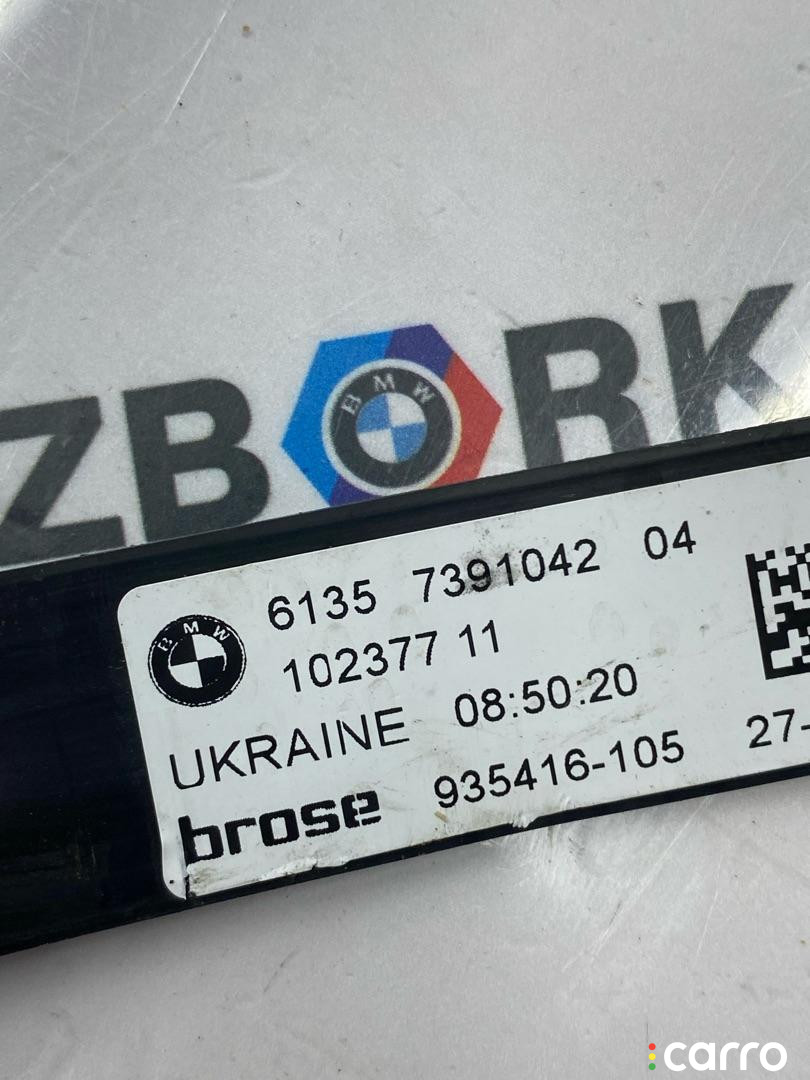 ZB RK
BMW
6135 7391042 04
BMW
102377 11
UKRAINE 08:50:20
brose 935416-105 27-
carro